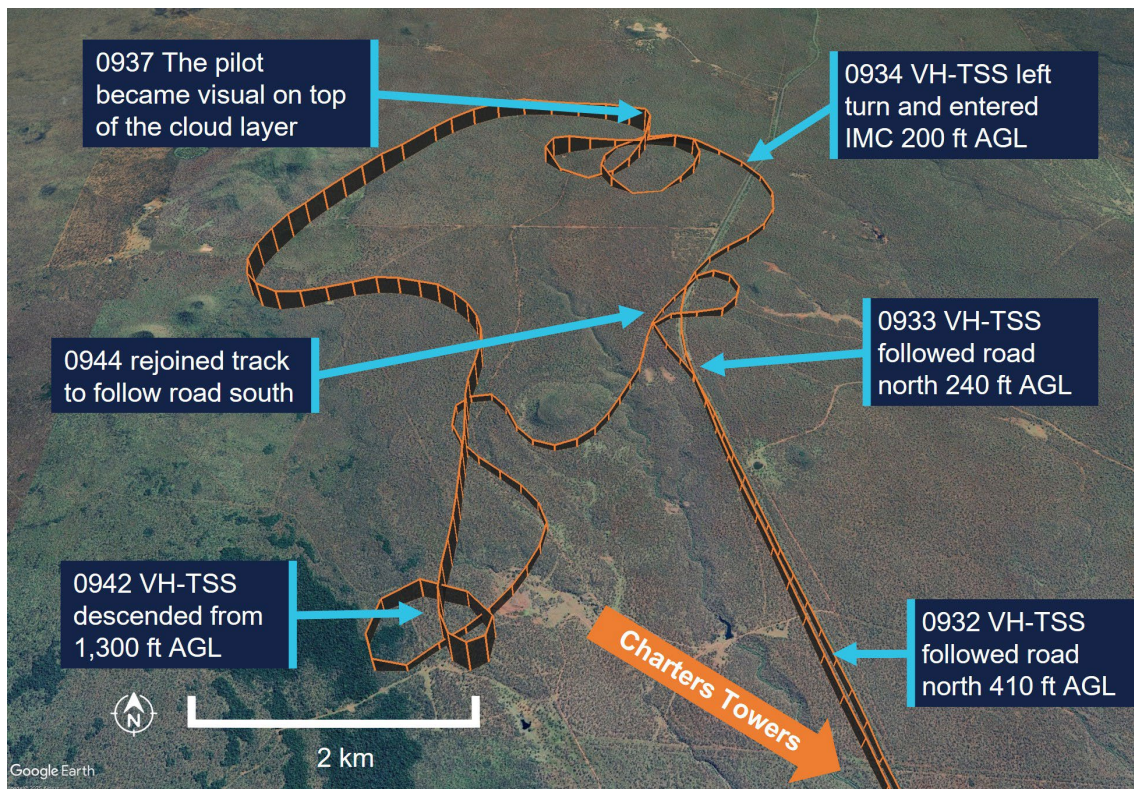 0937 The pilot
became visual on top
of the cloud layer
0934 VH-TSS left
turn and entered
IMC 200 ft AGL
0944 rejoined track
to follow road south
0933 VH-TSS
followed road
north 240 ft AGL
0942 VH-TSS
descended from
1,300 ft AGL
0932 VH-TSS
followed road
north 410 ft AGL
Charters Towers
N
2 km
Google Earth